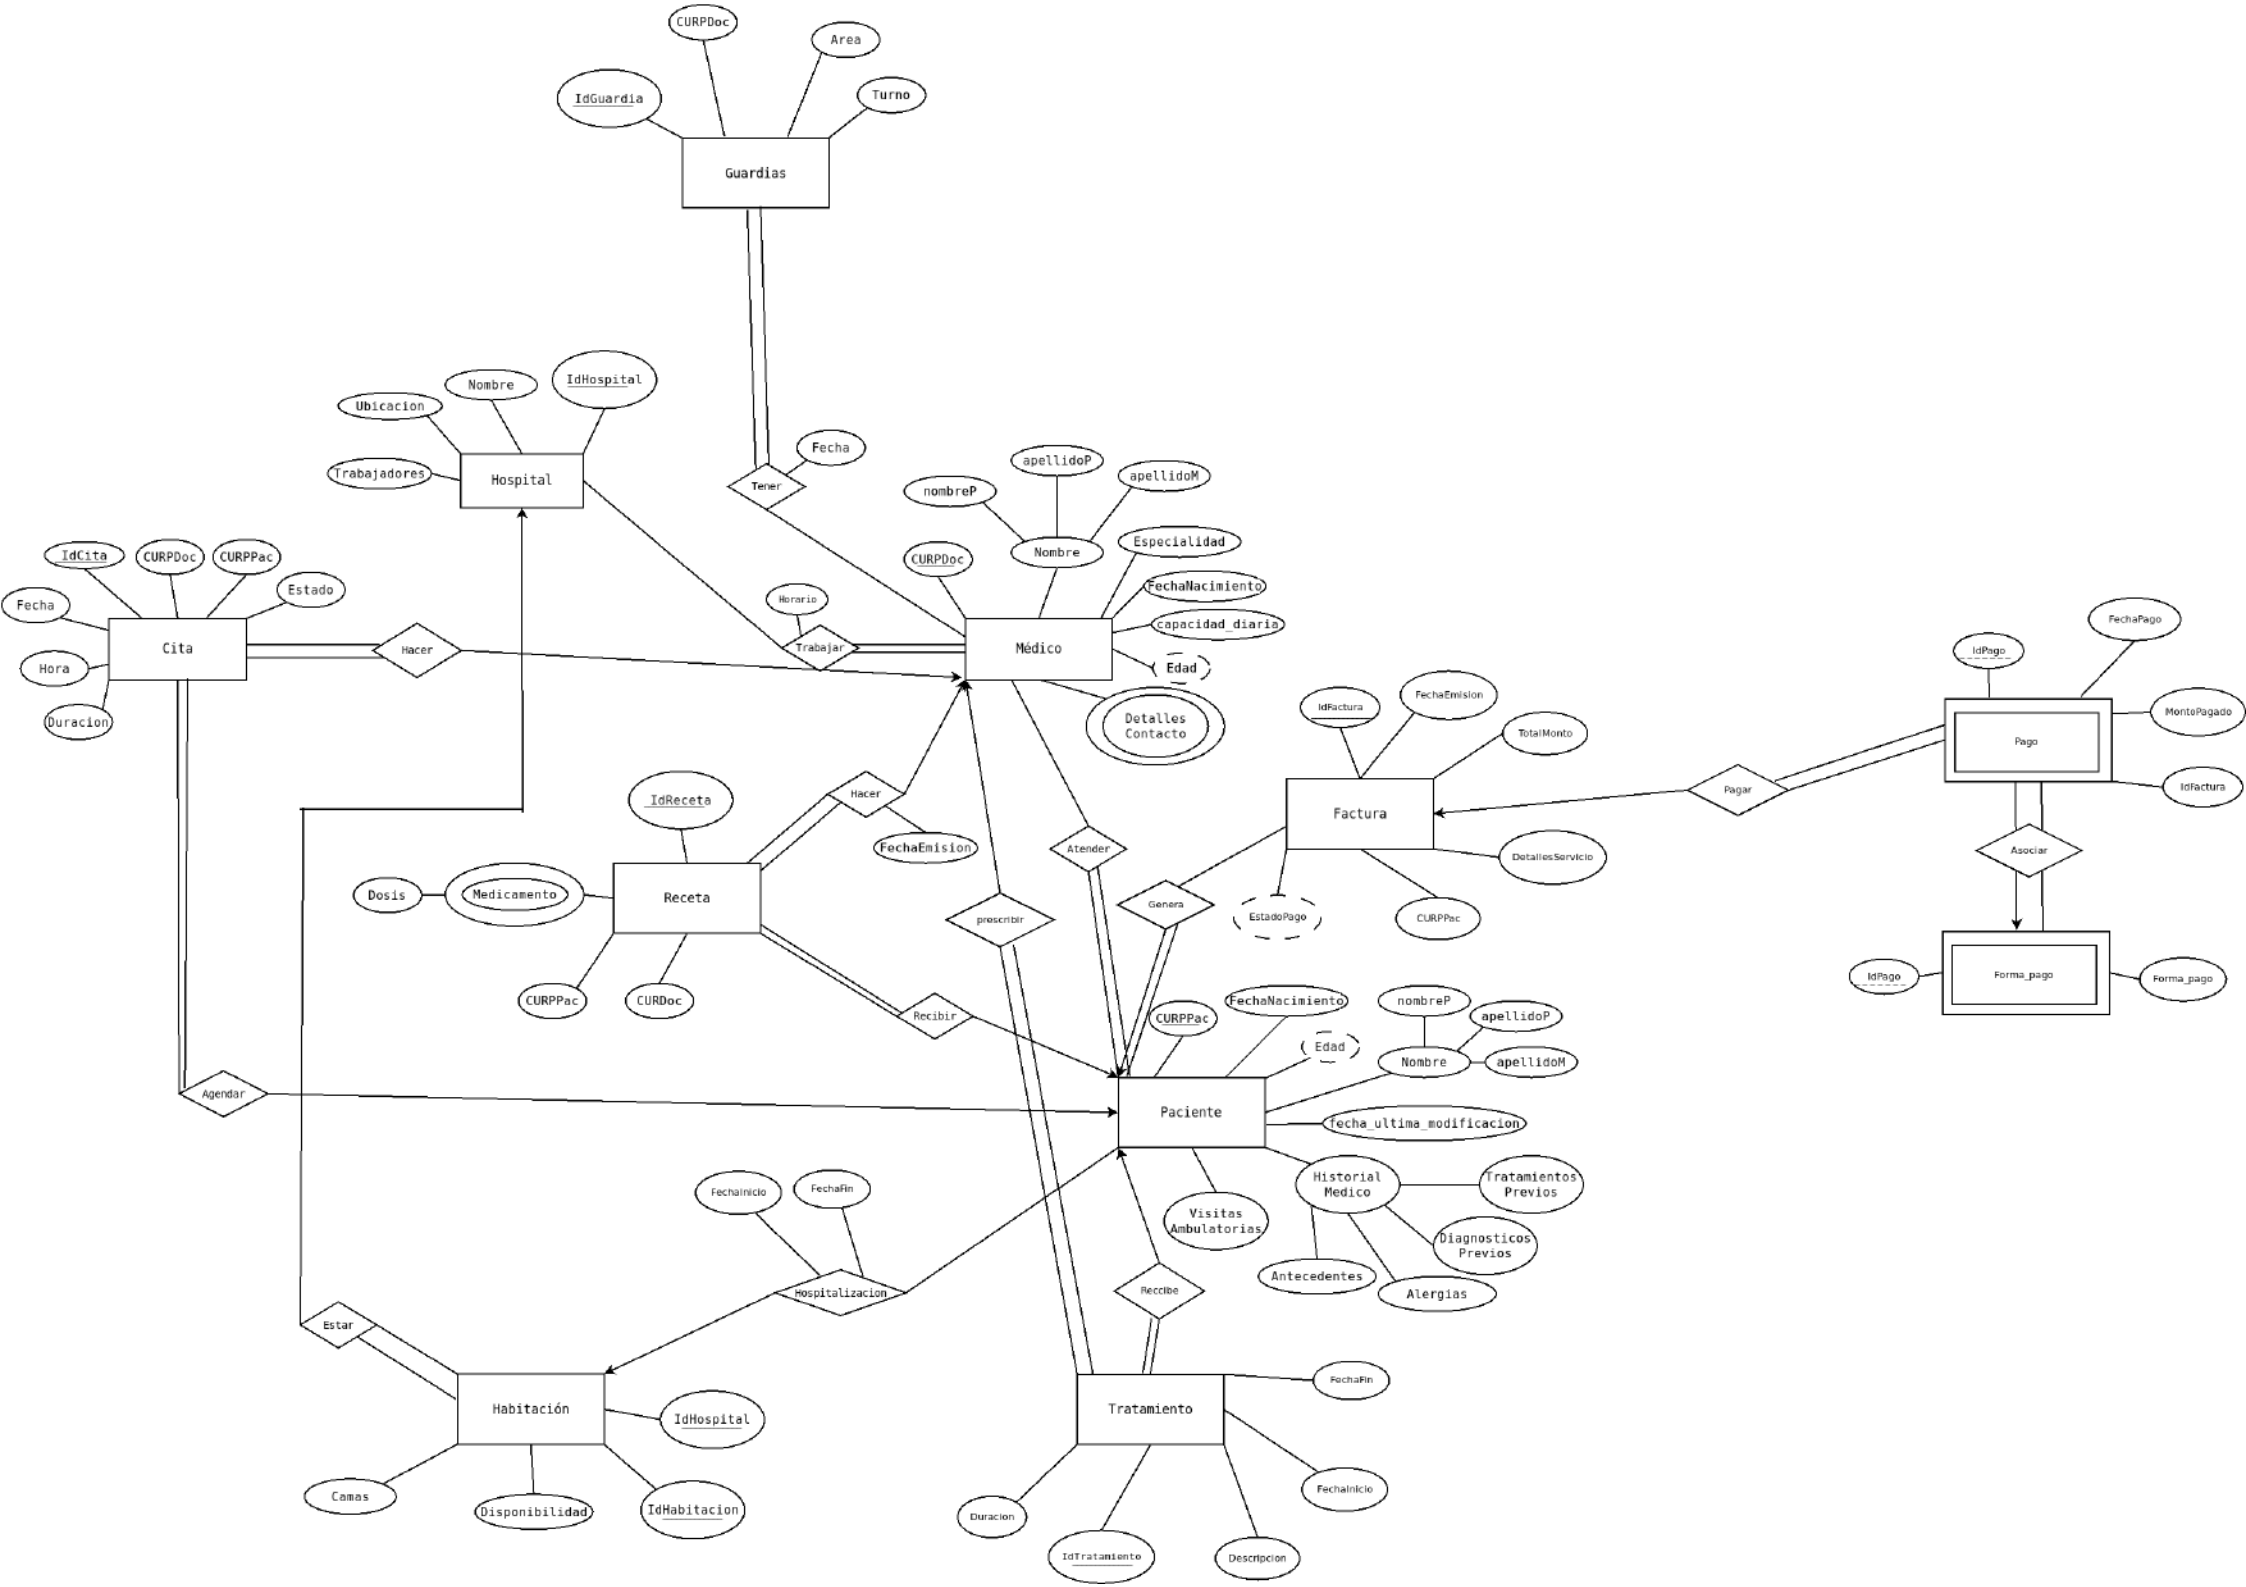 CURPDoc
Area
IdGuardia
Turno
Guardias
Ubicacion
Nombre
IdHospital
Trabajadores
Hospital
Fecha
Tener
nombreP
apellidoP
apellidoM
Nombre
CURPDoc
Especialidad
FechaNacimiento
capacidad_diaria
Edad
Detalles
Contacto
Médico
Horario
Trabajar
IdCita
CURPDoc
CURPPac
Estado
Fecha
Hora
Duracion
Cita
Hacer
IdFactura
FechaEmision
TotalMonto
Factura
DetallesServicio
EstadoPago
CURPPac
Pagar
IdPago
FechaPago
MontoPagado
IdFactura
Pago
Asociar
IdPago
Forma_pago
Forma_pago
IdReceta
Hacer
FechaEmision
Dosis
Medicamento
Receta
CURPPac
CURDoc
Recibir
prescribir
Atender
Genera
Agendar
CURPPac
FechaNacimiento
Edad
nombreP
apellidoP
Nombre
apellidoM
Paciente
fecha_ultima_modificacion
Historial
Medico
Tratamientos
Previos
Diagnosticos
Previos
Antecedentes
Alergias
Visitas
Ambulatorias
FechaInicio
FechaFin
Hospitalizacion
Reccibe
Estar
Habitación
IdHospital
Camas
Disponibilidad
IdHabitacion
Tratamiento
FechaFin
FechaInicio
Duracion
IdTratamiento
Descripcion